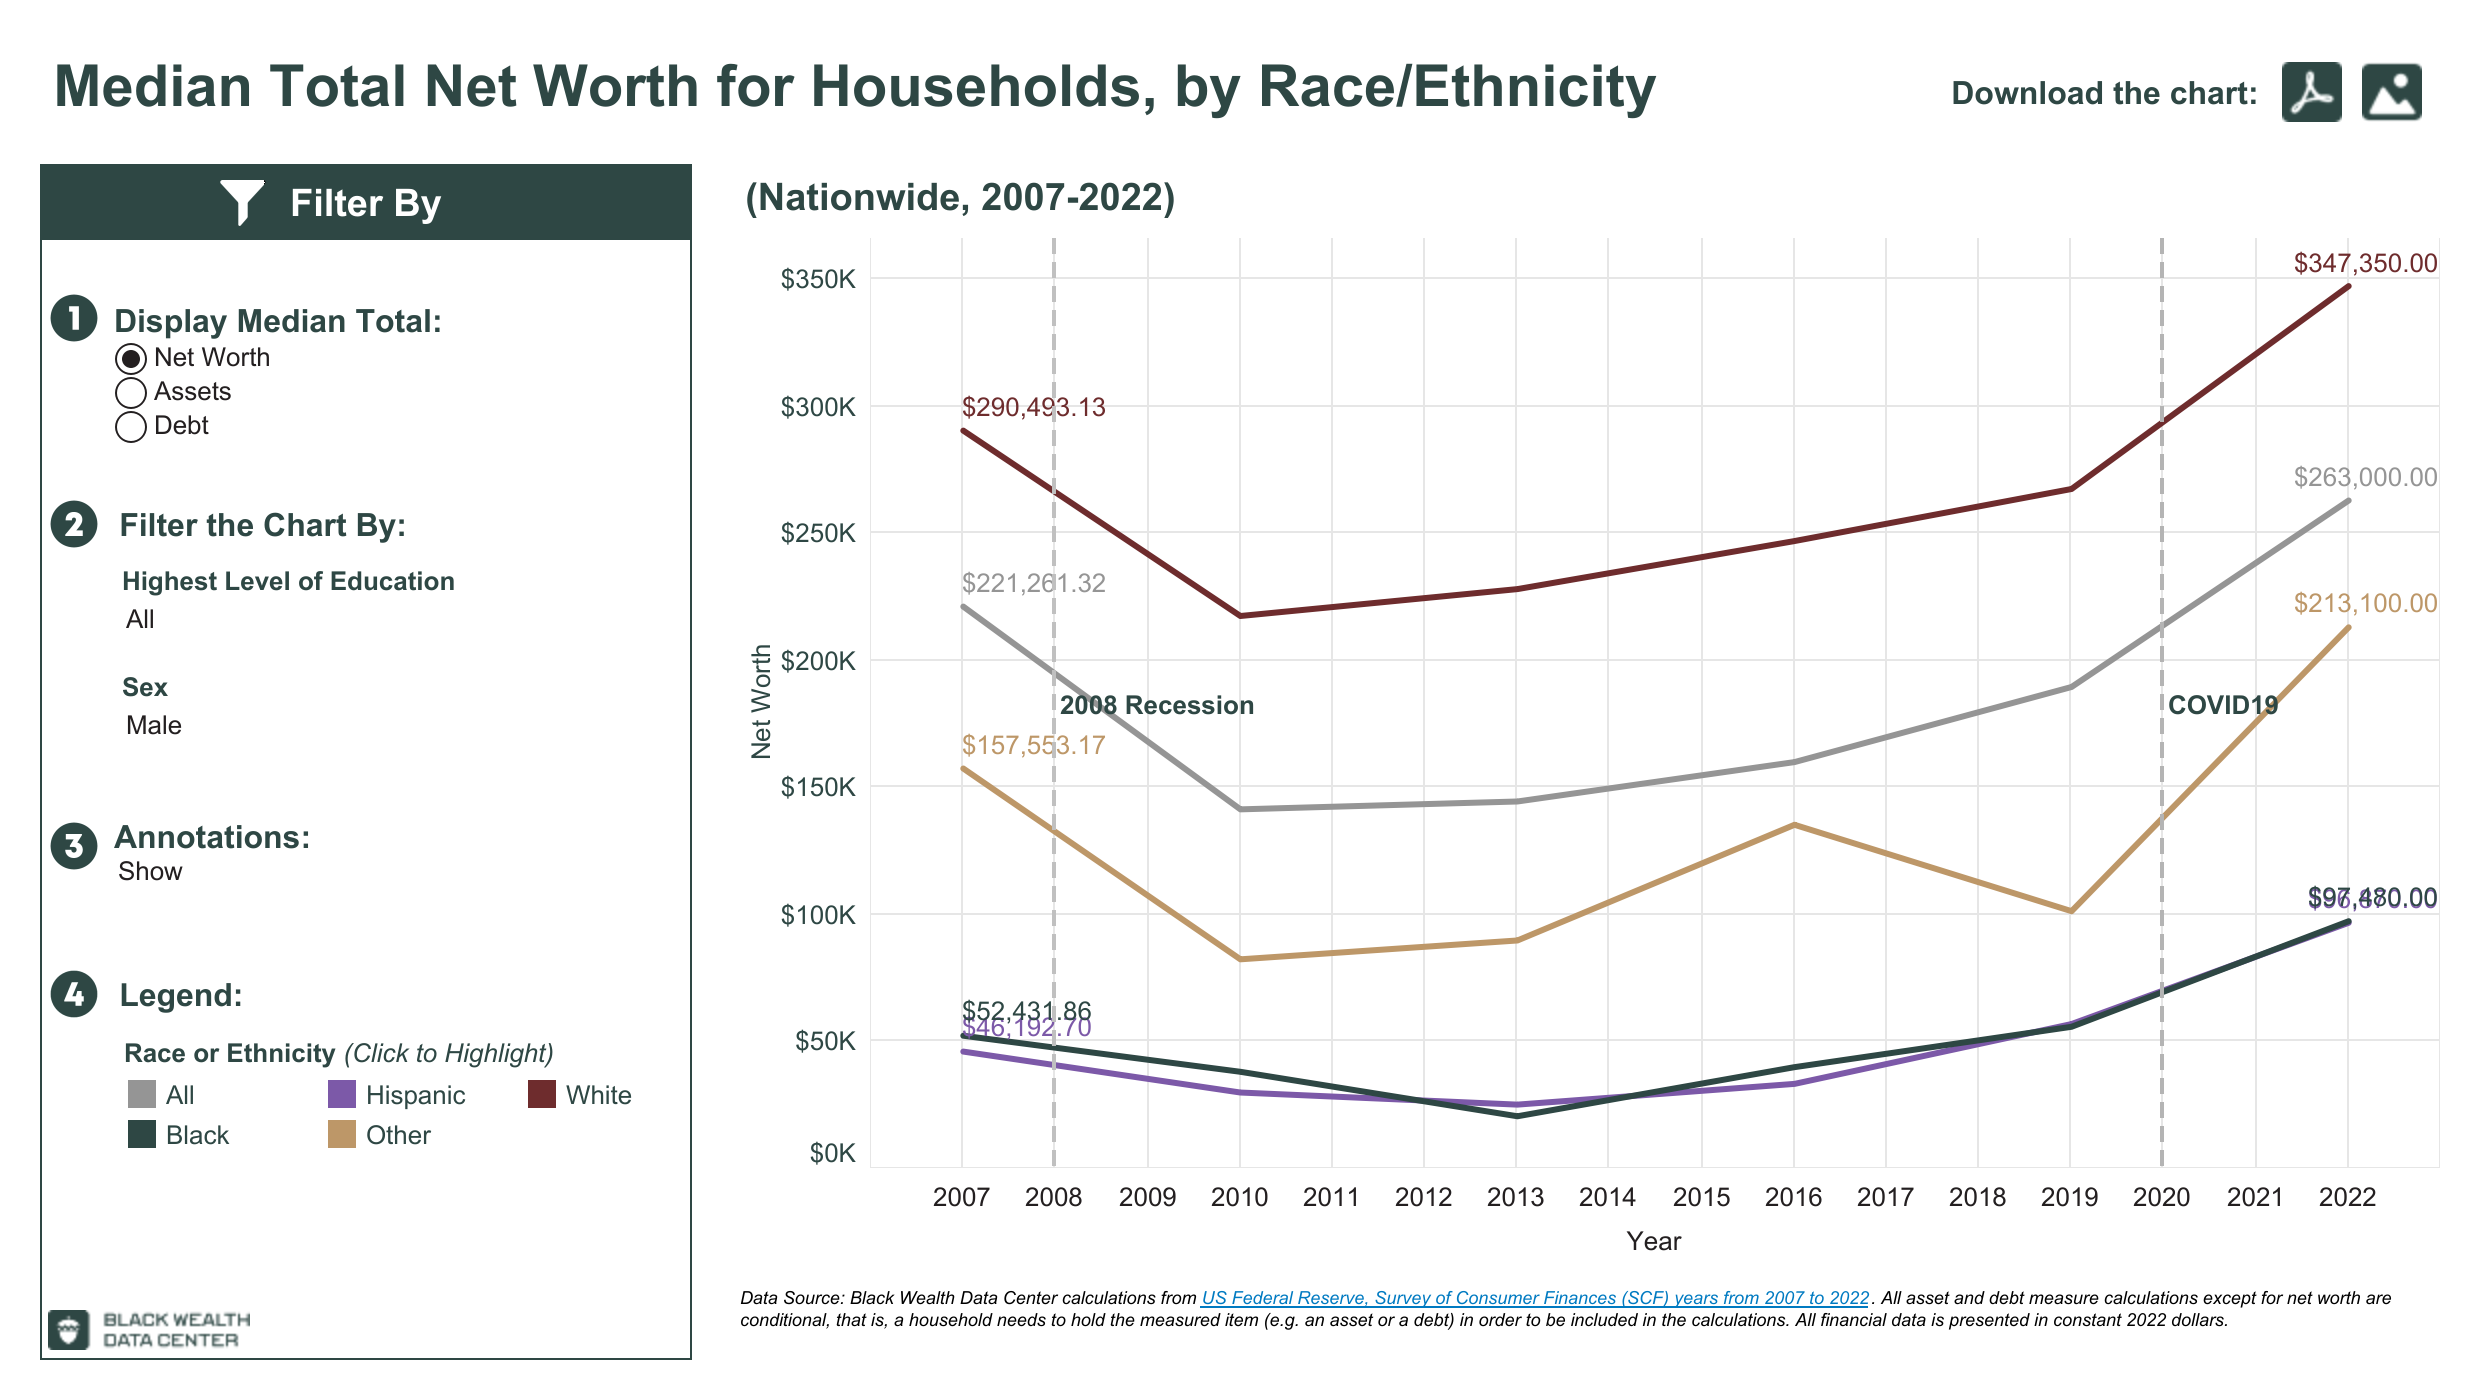 Median Total Net Worth for Households, by Race/Ethnicity
Download the chart:
Filter By
1 Display Median Total:
Net Worth
Assets
Debt
2 Filter the Chart By:
Highest Level of Education
All
Sex
Male
3 Annotations:
Show
4 Legend:
Race or Ethnicity (Click to Highlight)
All Hispanic White
Black Other
BLACK WEALTH
DATA CENTER
(Nationwide, 2007-2022)
Net Worth
$350K
$300K
$250K
$200K
$150K
$100K
$50K
$0K
$347,350.00
$290,493.13
$263,000.00
$221,261.32
$213,100.00
2008 Recession
COVID19
$157,553.17
$97,480.00
$52,431.86
$46,192.70
2007 2008 2009 2010 2011 2012 2013 2014 2015 2016 2017 2018 2019 2020 2021 2022
Year
Data Source: Black Wealth Data Center calculations from US Federal Reserve, Survey of Consumer Finances (SCF) years from 2007 to 2022. All asset and debt measure calculations except for net worth are
conditional, that is, a household needs to hold the measured item (e.g. an asset or a debt) in order to be included in the calculations. All financial data is presented in constant 2022 dollars.